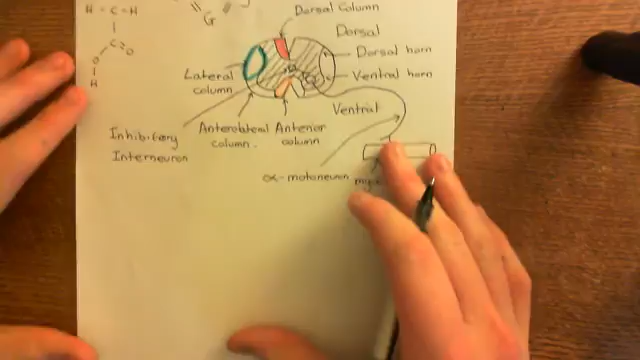 H - C - H
C
O
O
H
G
Dorsal Column
Dorsal
Dorsal horn
Ventral horn
Lateral
column
Ventral
Inhibitory
Interneuron
Anterolateral
column.
Anterior
column
α-motoneuron